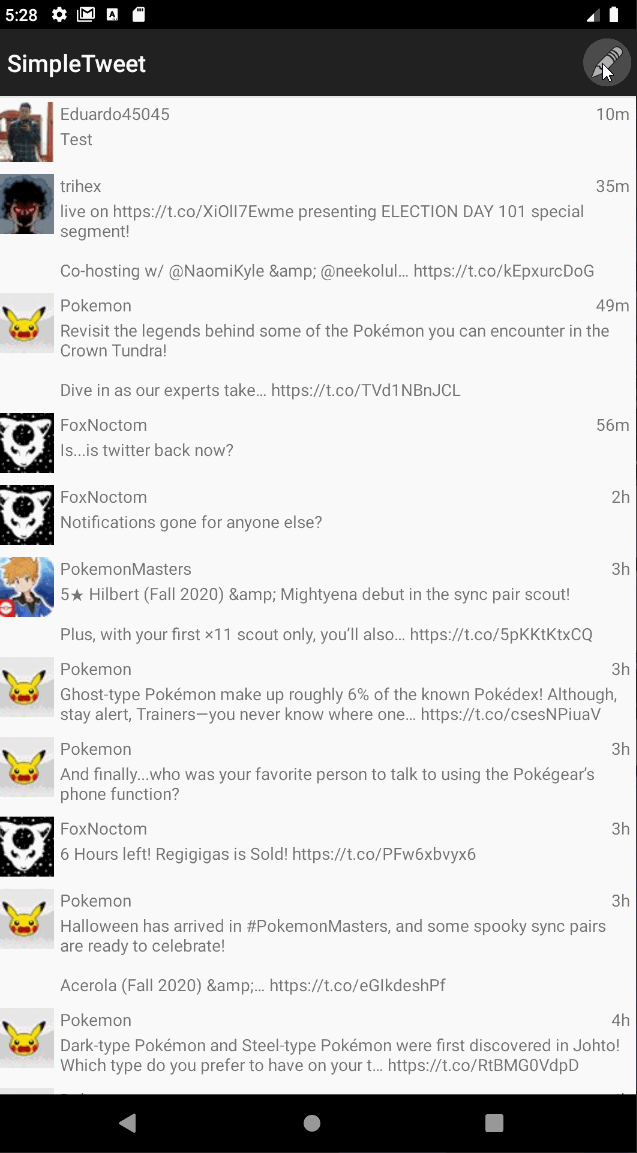 5:28
SimpleTweet
Eduardo45045 10m
Test
trihex 35m
live on https://t.co/XiOlI7Ewme presenting ELECTION DAY 101 special
segment!
Co-hosting w/ @NaomiKyle &amp; @neekolul… https://t.co/kEpxurcDoG
Pokemon 49m
Revisit the legends behind some of the Pokémon you can encounter in the
Crown Tundra!
Dive in as our experts take… https://t.co/TVd1NBnJCL
FoxNoctom 56m
Is...is twitter back now?
FoxNoctom 2h
Notifications gone for anyone else?
PokemonMasters 3h
5★ Hilbert (Fall 2020) &amp; Mightyena debut in the sync pair scout!
Plus, with your first ×11 scout only, you’ll also… https://t.co/5pKKtKtxCQ
Pokemon 3h
Ghost-type Pokémon make up roughly 6% of the known Pokédex! Although,
stay alert, Trainers—you never know where one… https://t.co/csesNPiuaV
Pokemon 3h
And finally...who was your favorite person to talk to using the Pokégear’s
phone function?
FoxNoctom 3h
6 Hours left! Regigigas is Sold! https://t.co/PFw6xbvyx6
Pokemon 3h
Halloween has arrived in #PokemonMasters, and some spooky sync pairs
are ready to celebrate!
Acerola (Fall 2020) &amp;… https://t.co/eGIkdeshPf
Pokemon 4h
Dark-type Pokémon and Steel-type Pokémon were first discovered in Johto!
Which type do you prefer to have on your t… https://t.co/RtBMG0VdpD